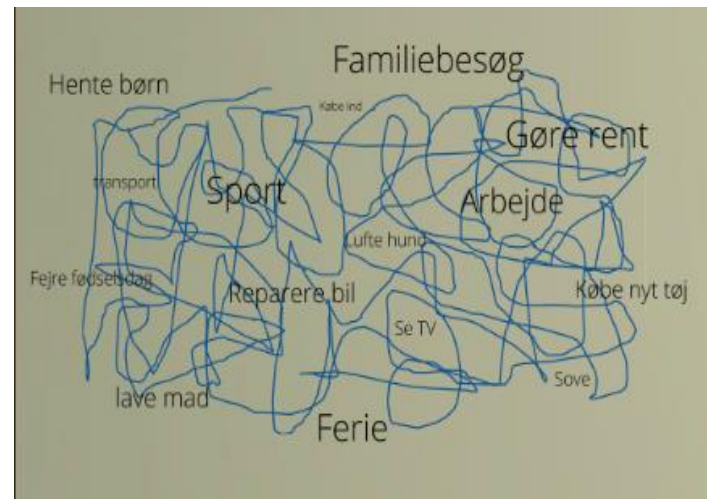 Familiebesøg
Hente børn
Købe ind
Gøre rent
transport
Sport
Arbejde
Lufte hund
Fejre fødselsdag
Reparere bil
Købe nyt tøj
Se TV
Sove
lave mad
Ferie